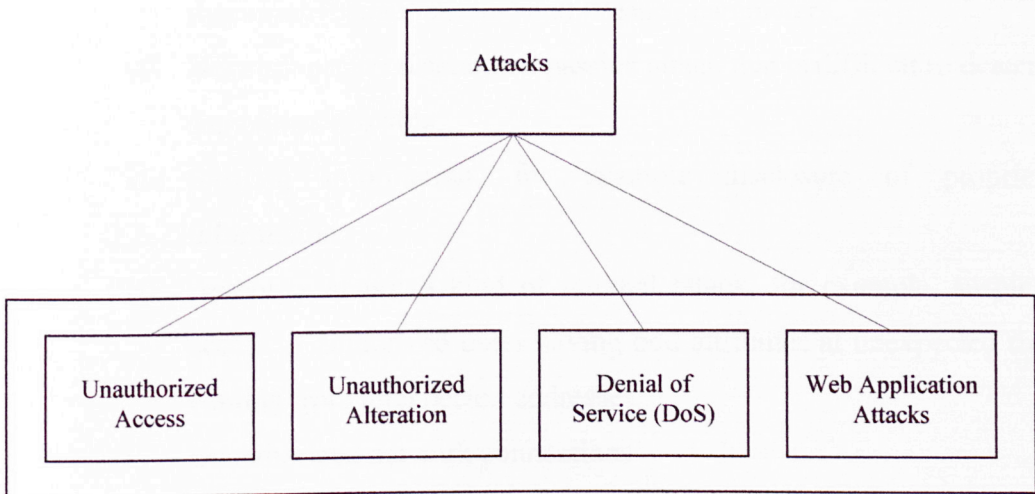 Attacks
Unauthorized
Access
Unauthorized
Alteration
Denial of
Service (DoS)
Web Application
Attacks